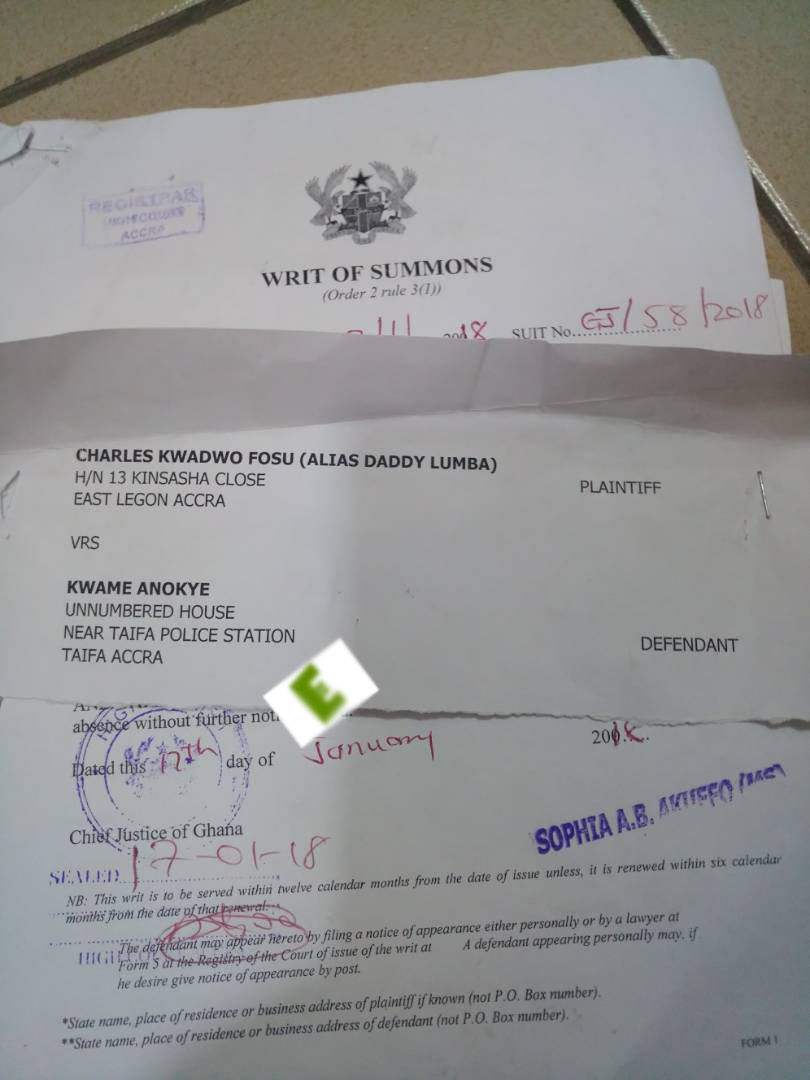 REGISTRAR
HIGH COURT
ACCRA
WRIT OF SUMMONS
(Order 2 rule 3(1))
2018 SUIT No. GJ/58/2018
CHARLES KWADWO FOSU (ALIAS DADDY LUMBA)
H/N 13 KINSASHA CLOSE
EAST LEGON ACCRA
PLAINTIFF
VRS
KWAME ANOKYE
UNNUMBERED HOUSE
NEAR TAIFA POLICE STATION
TAIFA ACCRA
DEFENDANT
E
absence without further
Dated this 17th day of January 2018.
Chief Justice of Ghana
SOPHIA A.B. AKUFFO (MS)
SEALED 17-01-18
NB: This writ is to be served within twelve calendar months from the date of issue unless, it is renewed within six calendar
months from the date of that renewal.
The defendant may appear hereto by filing a notice of appearance either personally or by a lawyer at
HIGH
Form 5 at the Registry of the Court of issue of the writ at A defendant appearing personally may, if
he desire give notice of appearance by post.
*State name, place of residence or business address of plaintiff if known (not P.O. Box number).
**State name, place of residence or business address of defendant (not P.O. Box number).
FORM 1